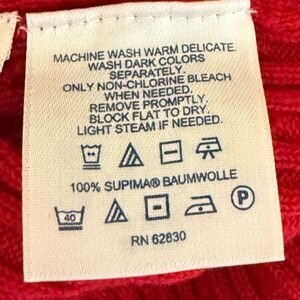 MACHINE WASH WARM DELICATE.
WASH DARK COLORS
SEPARATELY.
ONLY NON-CHLORINE BLEACH
WHEN NEEDED.
REMOVE PROMPTLY.
BLOCK FLAT TO DRY.
LIGHT STEAM IF NEEDED.
100% SUPIMA® BAUMWOLLE
40 P
RN 62830